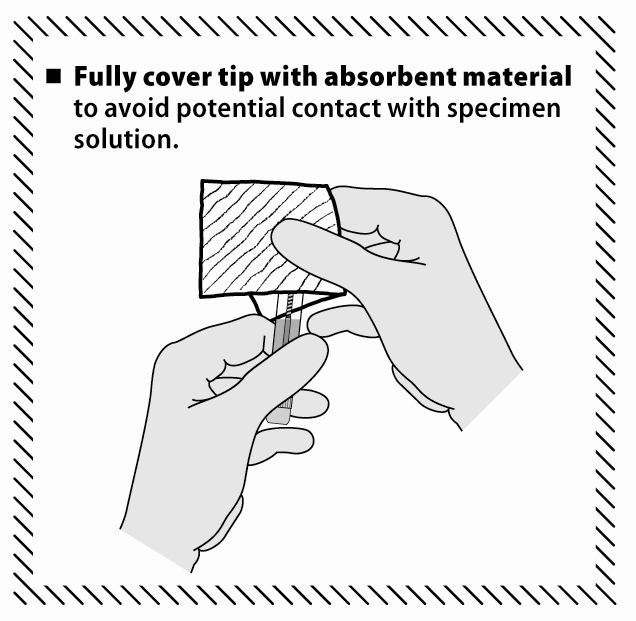 ■ Fully cover tip with absorbent material
to avoid potential contact with specimen
solution.